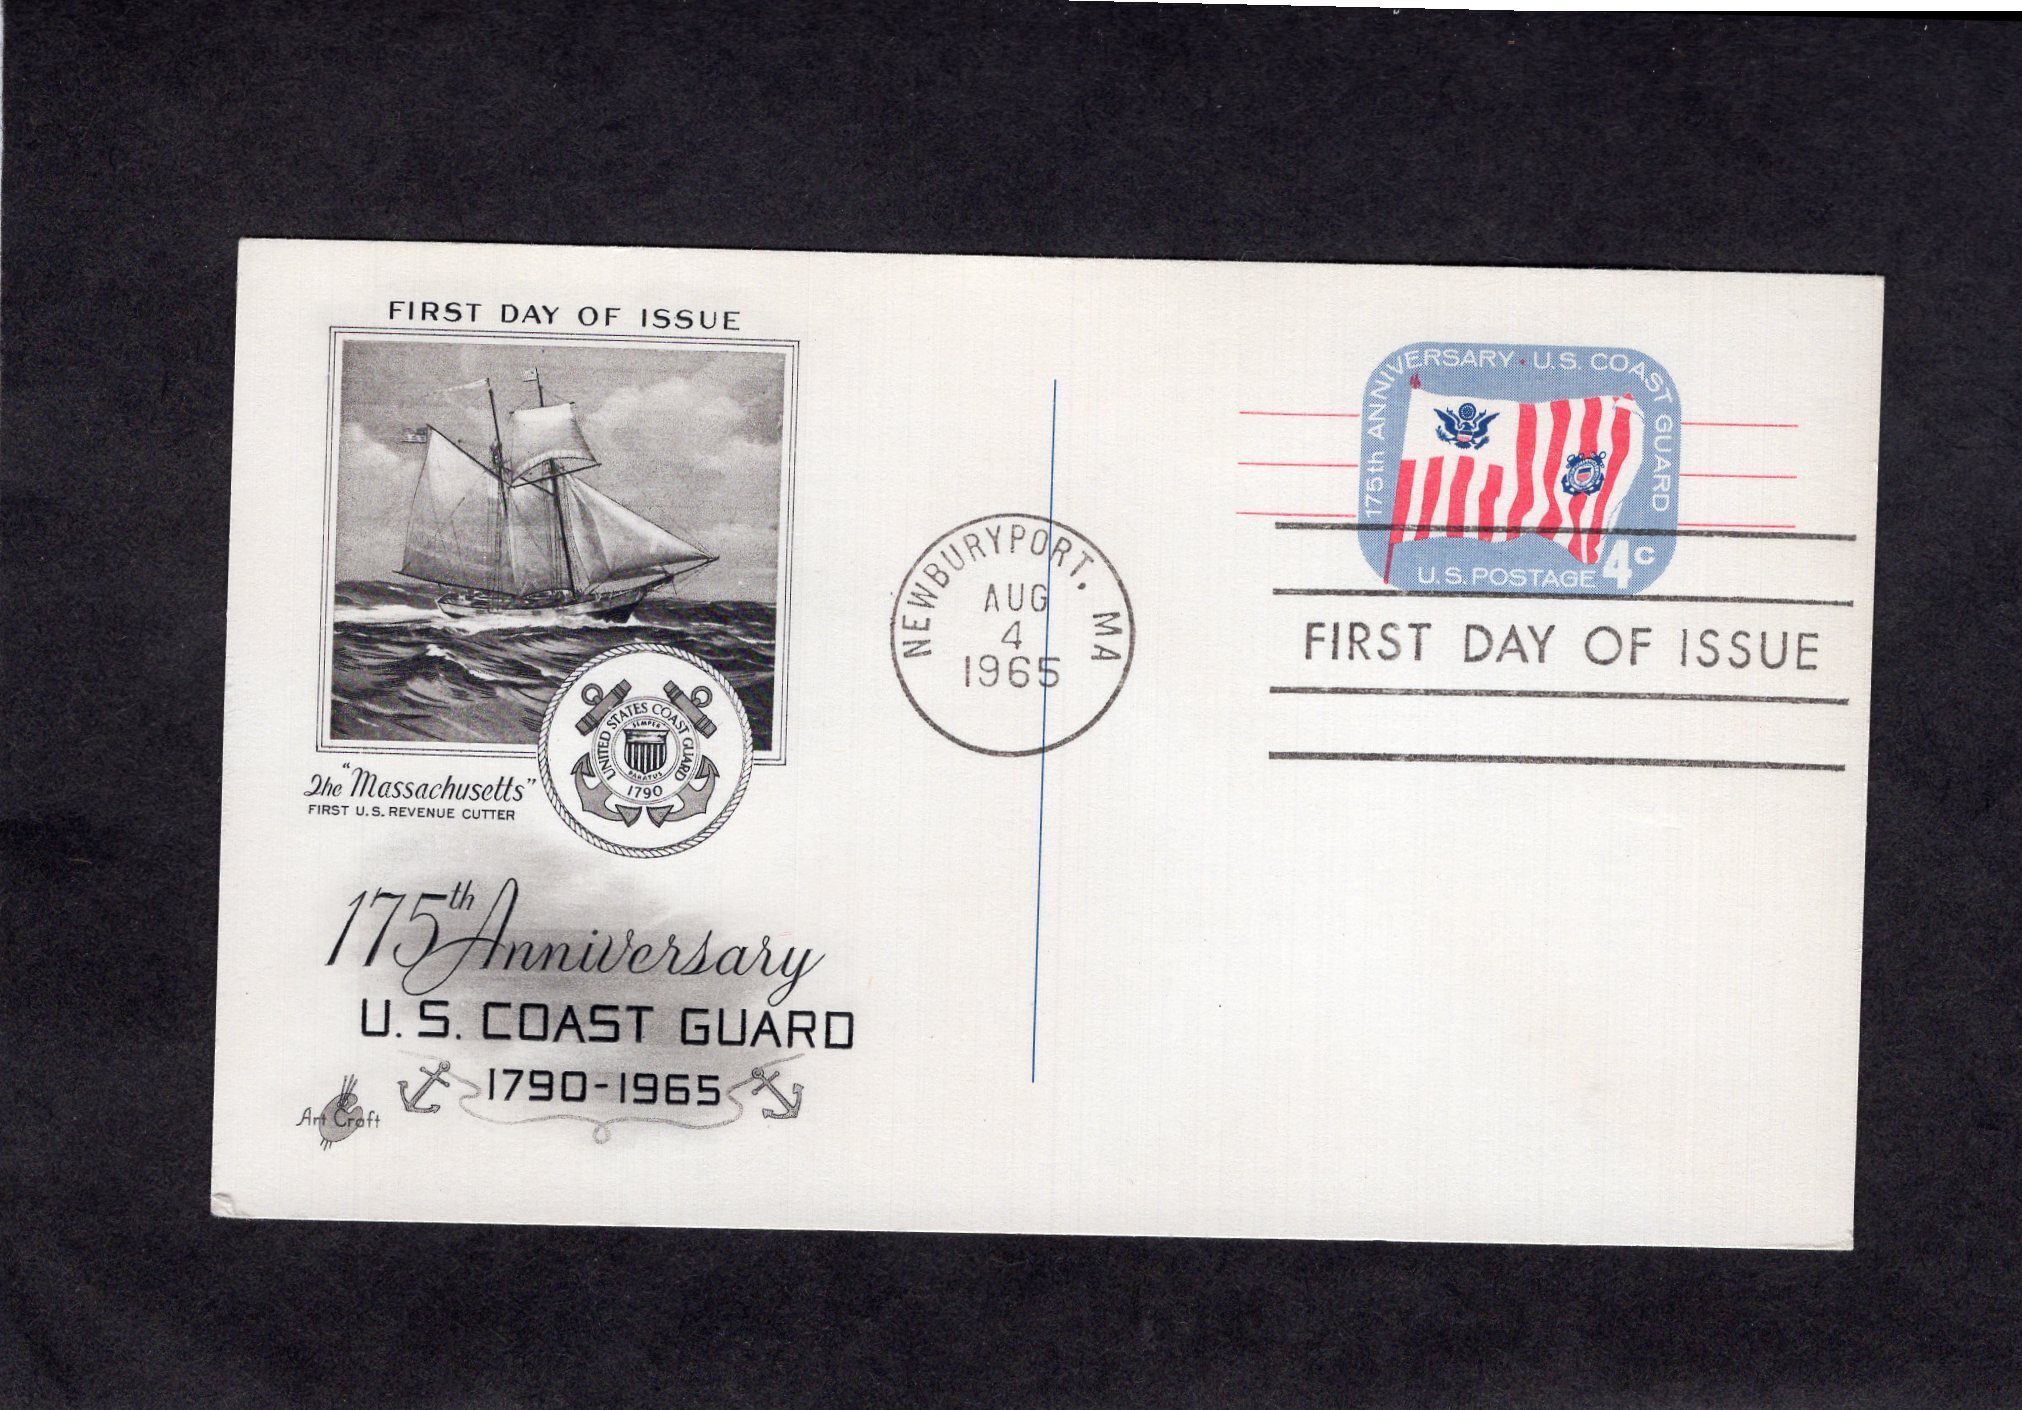 FIRST DAY OF ISSUE
The "Massachusetts"
FIRST U.S. REVENUE CUTTER
UNITED STATES COAST GUARD
SEMPER
PARATUS
1790
175th Anniversary
U. S. COAST GUARD
1790-1965
Art Craft
NEWBURYPORT, MA
AUG
4
1965
175th ANNIVERSARY · U.S. COAST GUARD
U.S. POSTAGE 4c
FIRST DAY OF ISSUE